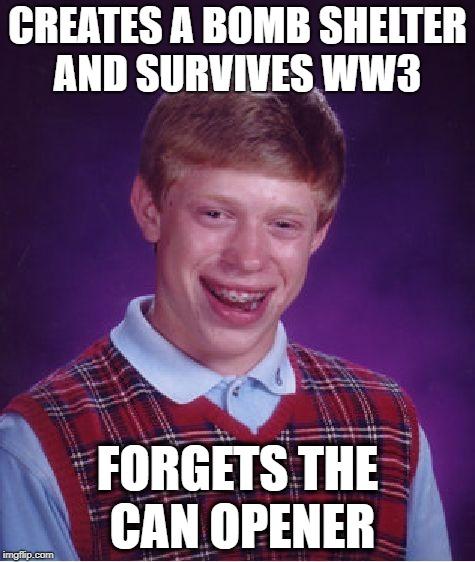 CREATES A BOMB SHELTER
AND SURVIVES WW3
FORGETS THE
CAN OPENER
imgflip.com